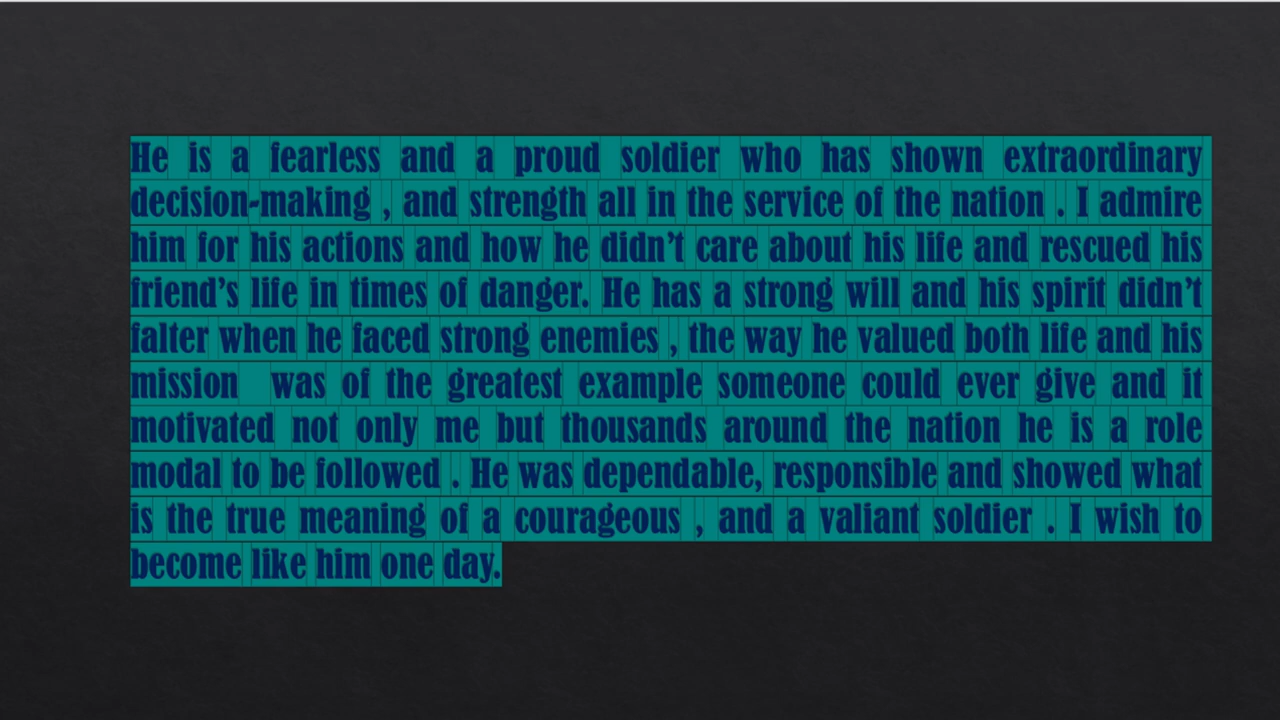 He is a fearless and a proud soldier who has shown extraordinary
decision-making , and strength all in the service of the nation . I admire
him for his actions and how he didn’t care about his life and rescued his
friend’s life in times of danger. He has a strong will and his spirit didn’t
falter when he faced strong enemies , the way he valued both life and his
mission  was of the greatest example someone could ever give and it
motivated not only me but thousands around the nation he is a role
modal to be followed . He was dependable, responsible and showed what
is the true meaning of a courageous , and a valiant soldier . I wish to
become like him one day.